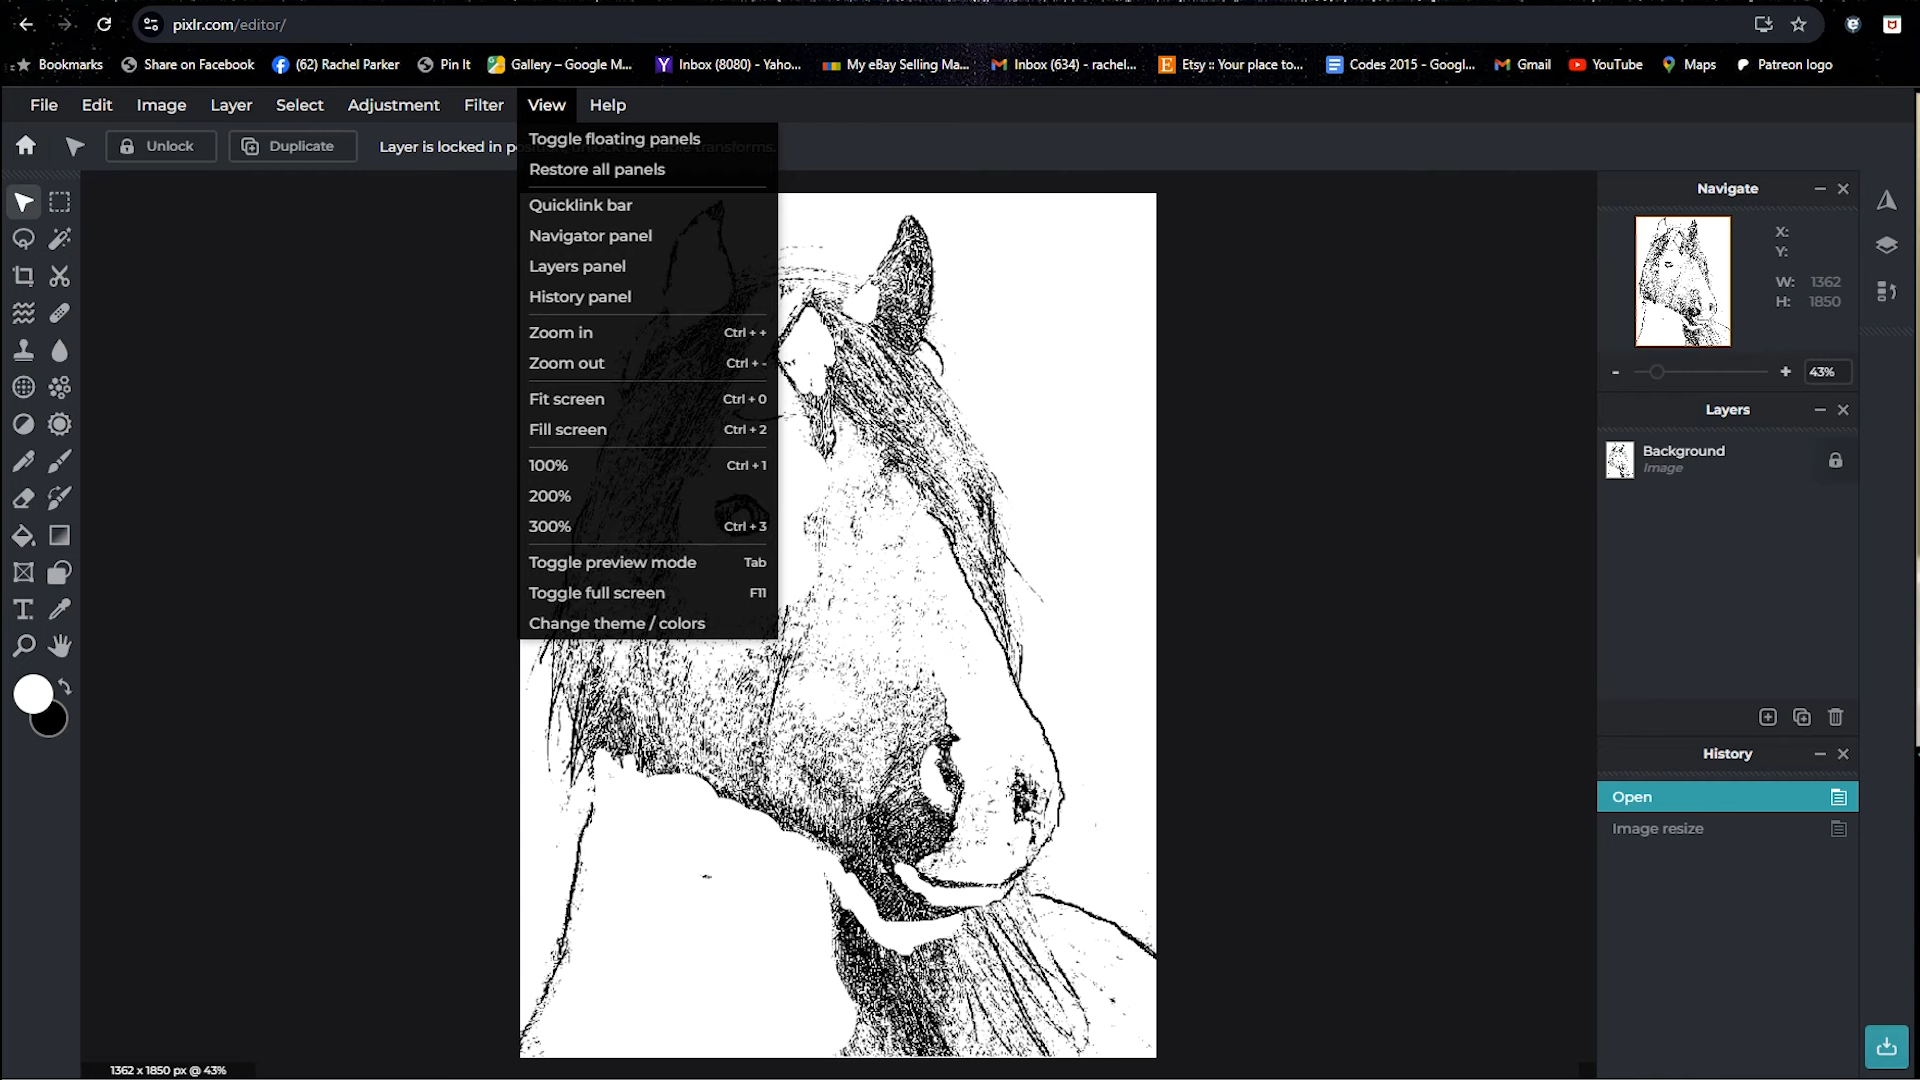 pixlr.com/editor/
Bookmarks Share on Facebook (62) Rachel Parker Pin It Gallery – Google M... Inbox (8080) - Yaho... My eBay Selling Ma... Inbox (634) - rachel... Etsy :: Your place to... Codes 2015 - Googl... Gmail YouTube Maps Patreon logo
File Edit Image Layer Select Adjustment Filter View Help
Unlock Duplicate Layer is locked in position, unlock to enable transforms.
Toggle floating panels
Restore all panels
Quicklink bar
Navigator panel
Layers panel
History panel
Zoom in Ctrl + +
Zoom out Ctrl + -
Fit screen Ctrl + 0
Fill screen Ctrl + 2
100% Ctrl + 1
200%
300% Ctrl + 3
Toggle preview mode Tab
Toggle full screen F11
Change theme / colors
Navigate
X:
Y:
W: 1362
H: 1850
- + 43%
Layers
Background
Image
History
Open
Image resize
1362 x 1850 px @ 43%